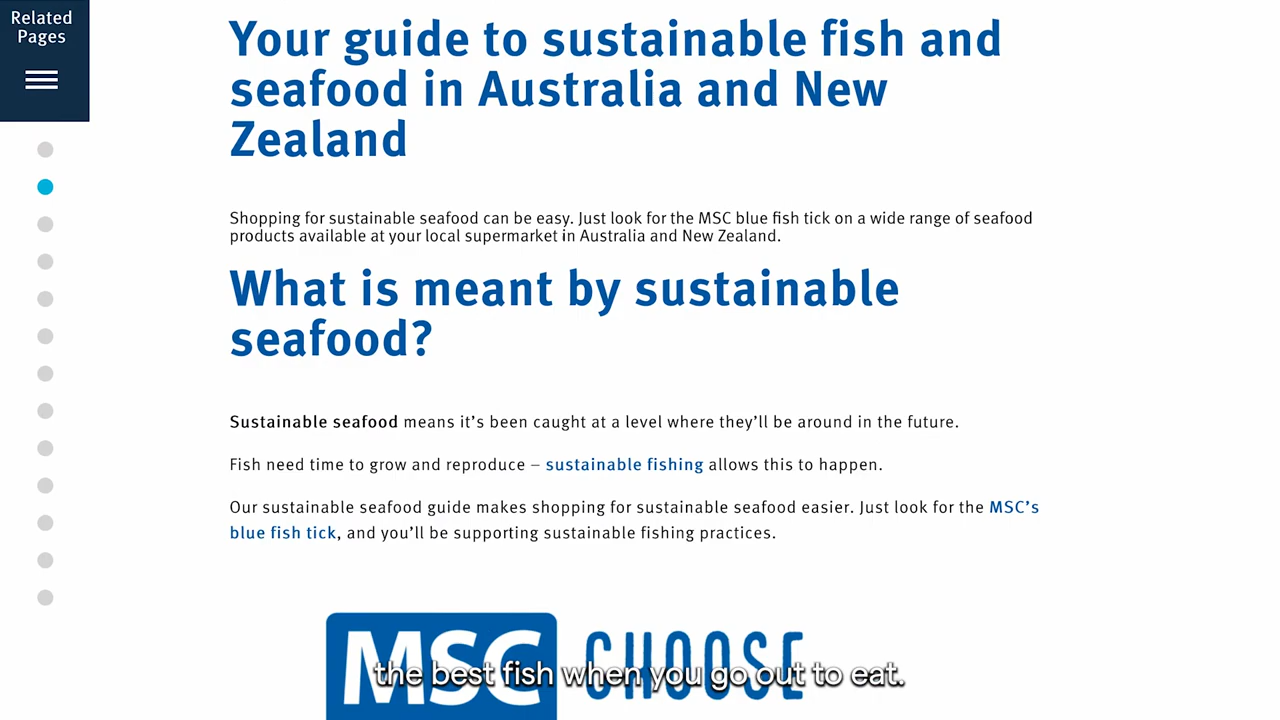 Related
Pages
Your guide to sustainable fish and
seafood in Australia and New
Zealand
Shopping for sustainable seafood can be easy. Just look for the MSC blue fish tick on a wide range of seafood
products available at your local supermarket in Australia and New Zealand.
What is meant by sustainable
seafood?
Sustainable seafood means it’s been caught at a level where they’ll be around in the future.
Fish need time to grow and reproduce – sustainable fishing allows this to happen.
Our sustainable seafood guide makes shopping for sustainable seafood easier. Just look for the MSC’s
blue fish tick, and you’ll be supporting sustainable fishing practices.
MSC CHOOSE
the best fish when you go out to eat.